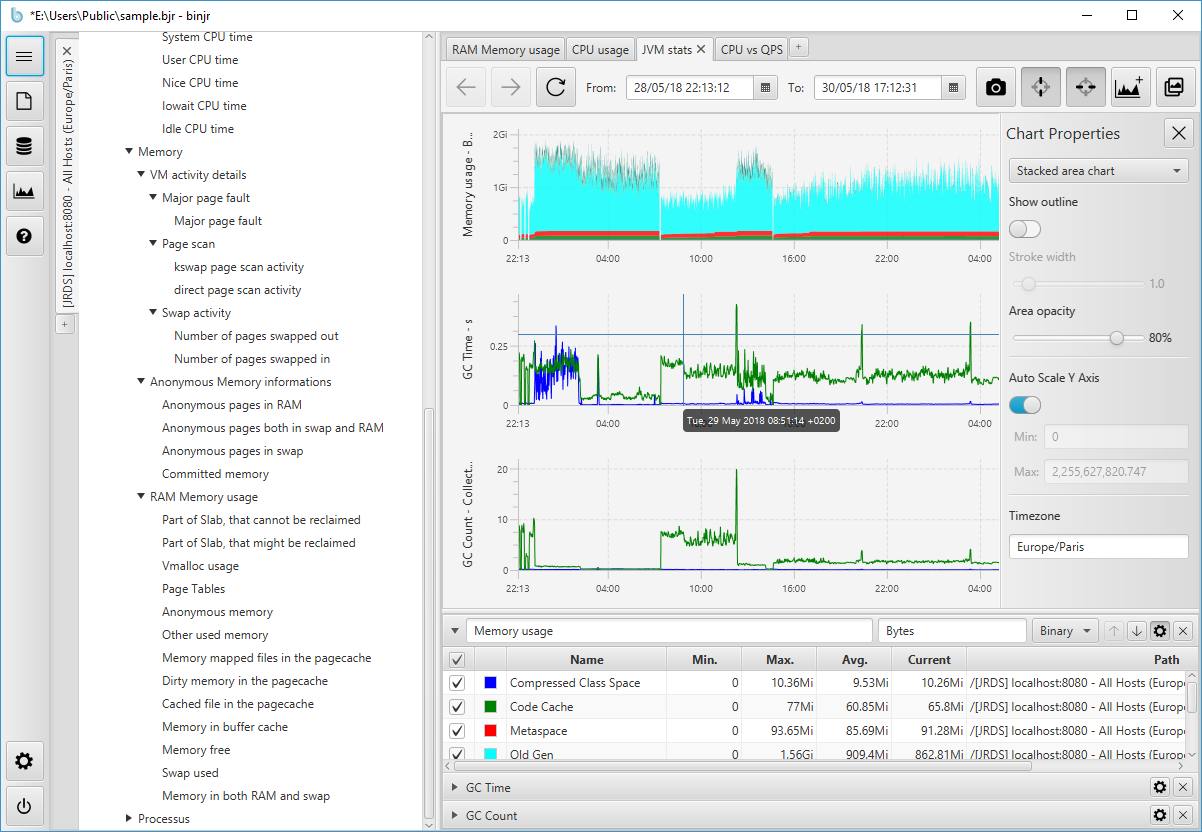 *E:\Users\Public\sample.bjr - binjr
[JRDS] localhost:8080 - All Hosts (Europe/Paris)
+
System CPU time
User CPU time
Nice CPU time
Iowait CPU time
Idle CPU time
Memory
VM activity details
Major page fault
Major page fault
Page scan
kswap page scan activity
direct page scan activity
Swap activity
Number of pages swapped out
Number of pages swapped in
Anonymous Memory informations
Anonymous pages in RAM
Anonymous pages both in swap and RAM
Anonymous pages in swap
Committed memory
RAM Memory usage
Part of Slab, that cannot be reclaimed
Part of Slab, that might be reclaimed
Vmalloc usage
Page Tables
Anonymous memory
Other used memory
Memory mapped files in the pagecache
Dirty memory in the pagecache
Cached file in the pagecache
Memory in buffer cache
Memory free
Swap used
Memory in both RAM and swap
Processus
RAM Memory usage CPU usage JVM stats CPU vs QPS +
From: 28/05/18 22:13:12 To: 30/05/18 17:12:31
Memory usage - B...
2Gi
1Gi
0
22:13 04:00 10:00 16:00 22:00 04:00
GC Time - s
0.25
0
22:13 04:00 22:00 04:00
Tue, 29 May 2018 08:51:14 +0200
GC Count - Collect...
20
10
0
22:13 04:00 10:00 16:00 22:00 04:00
Chart Properties
Stacked area chart
Show outline
Stroke width
1.0
Area opacity
80%
Auto Scale Y Axis
Min: 0
Max: 2,255,627,820.747
Timezone
Europe/Paris
Memory usage Bytes Binary
Name Min. Max. Avg. Current Path
Compressed Class Space 0 10.36Mi 9.53Mi 10.26Mi /[JRDS] localhost:8080 - All Hosts (Europe
Code Cache 0 77Mi 60.85Mi 65.8Mi /[JRDS] localhost:8080 - All Hosts (Europe
Metaspace 0 93.65Mi 85.69Mi 91.28Mi /[JRDS] localhost:8080 - All Hosts (Europe
Old Gen 0 1.56Gi 909.4Mi 862.81Mi /[JRDS] localhost:8080 - All Hosts (Europe
GC Time
GC Count